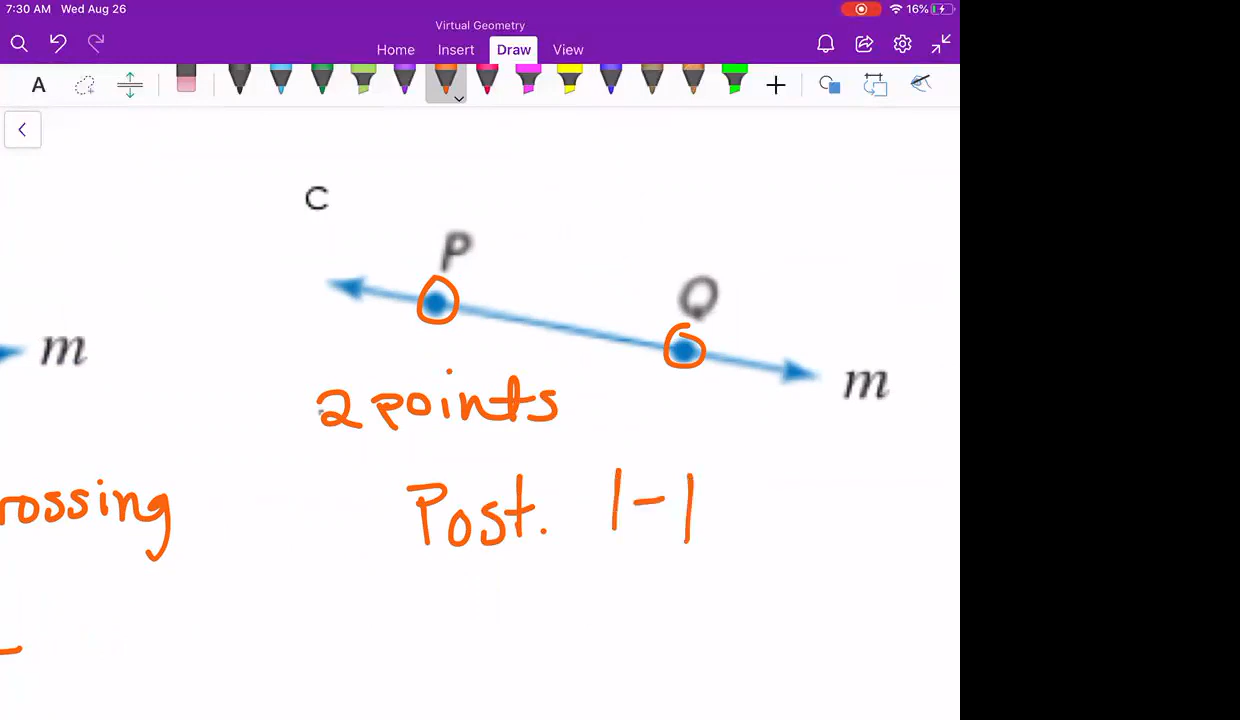 7:30 AM Wed Aug 26
16%
Virtual Geometry
Home Insert Draw View
A
C
P
Q
m
m
2 points
rossing
Post. 1-1